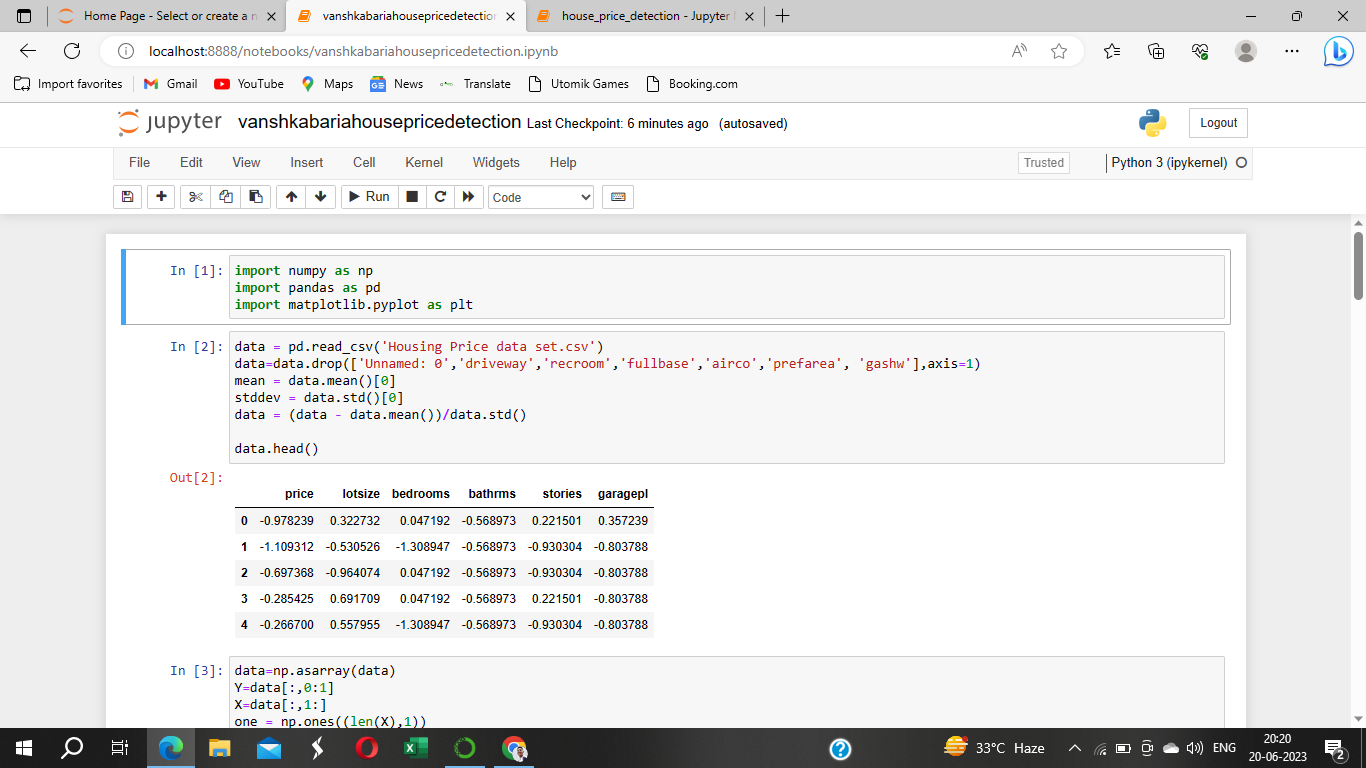 Home Page - Select or create a n
vanshkabariahousepricedetection
house_price_detection - Jupyter
localhost:8888/notebooks/vanshkabariahousepricedetection.ipynb
Import favorites Gmail YouTube Maps News Translate Utomik Games Booking.com
jupyter vanshkabariahousepricedetection Last Checkpoint: 6 minutes ago (autosaved)
Logout
File Edit View Insert Cell Kernel Widgets Help
Trusted
Python 3 (ipykernel)
Run Code
In [1]:
import numpy as np
import pandas as pd
import matplotlib.pyplot as plt
In [2]:
data = pd.read_csv('Housing Price data set.csv')
data=data.drop(['Unnamed: 0','driveway','recroom','fullbase','airco','prefarea', 'gashw'],axis=1)
mean = data.mean()[0]
stddev = data.std()[0]
data = (data - data.mean())/data.std()
data.head()
Out[2]:
price lotsize bedrooms bathrms stories garagepl
0 -0.978239 0.322732 0.047192 -0.568973 0.221501 0.357239
1 -1.109312 -0.530526 -1.308947 -0.568973 -0.930304 -0.803788
2 -0.697368 -0.964074 0.047192 -0.568973 -0.930304 -0.803788
3 -0.285425 0.691709 0.047192 -0.568973 0.221501 -0.803788
4 -0.266700 0.557955 -1.308947 -0.568973 -0.930304 -0.803788
In [3]:
data=np.asarray(data)
Y=data[:,0:1]
X=data[:,1:]
one = np.ones((len(X),1))
33°C Haze
ENG
20:20
20-06-2023
2